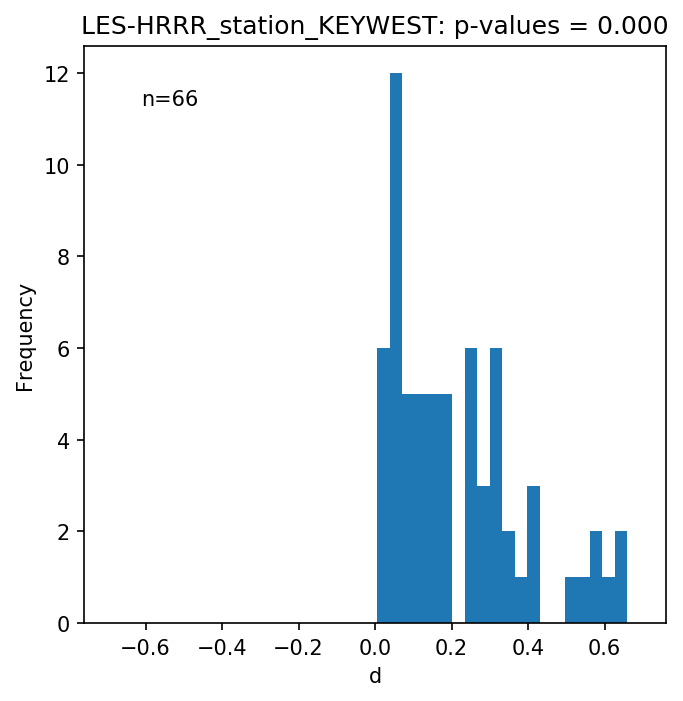 LES-HRRR_station_KEYWEST: p-values = 0.000
n=66
12
10
8
6
4
2
0
Frequency
−0.6 −0.4 −0.2 0.0 0.2 0.4 0.6
d